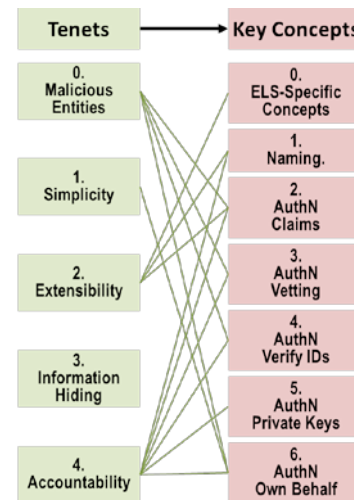 Tenets
Key Concepts
0.
Malicious
Entities
1.
Simplicity
2.
Extensibility
3.
Information
Hiding
4.
Accountability
0.
ELS-Specific
Concepts
1.
Naming.
2.
AuthN
Claims
3.
AuthN
Vetting
4.
AuthN
Verify IDs
5.
AuthN
Private Keys
6.
AuthN
Own Behalf